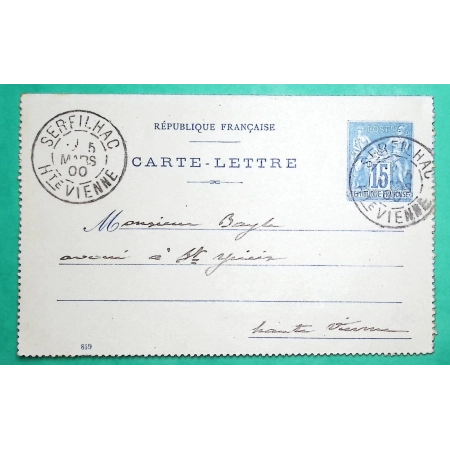 RÉPUBLIQUE FRANÇAISE
CARTE-LETTRE
SERFILHAC
5
MARS
00
Hte VIENNE
15
SERFILHAC
te VIENNE
Monsieur Bayle
avoué à St Yrieix
haute Vienne
819